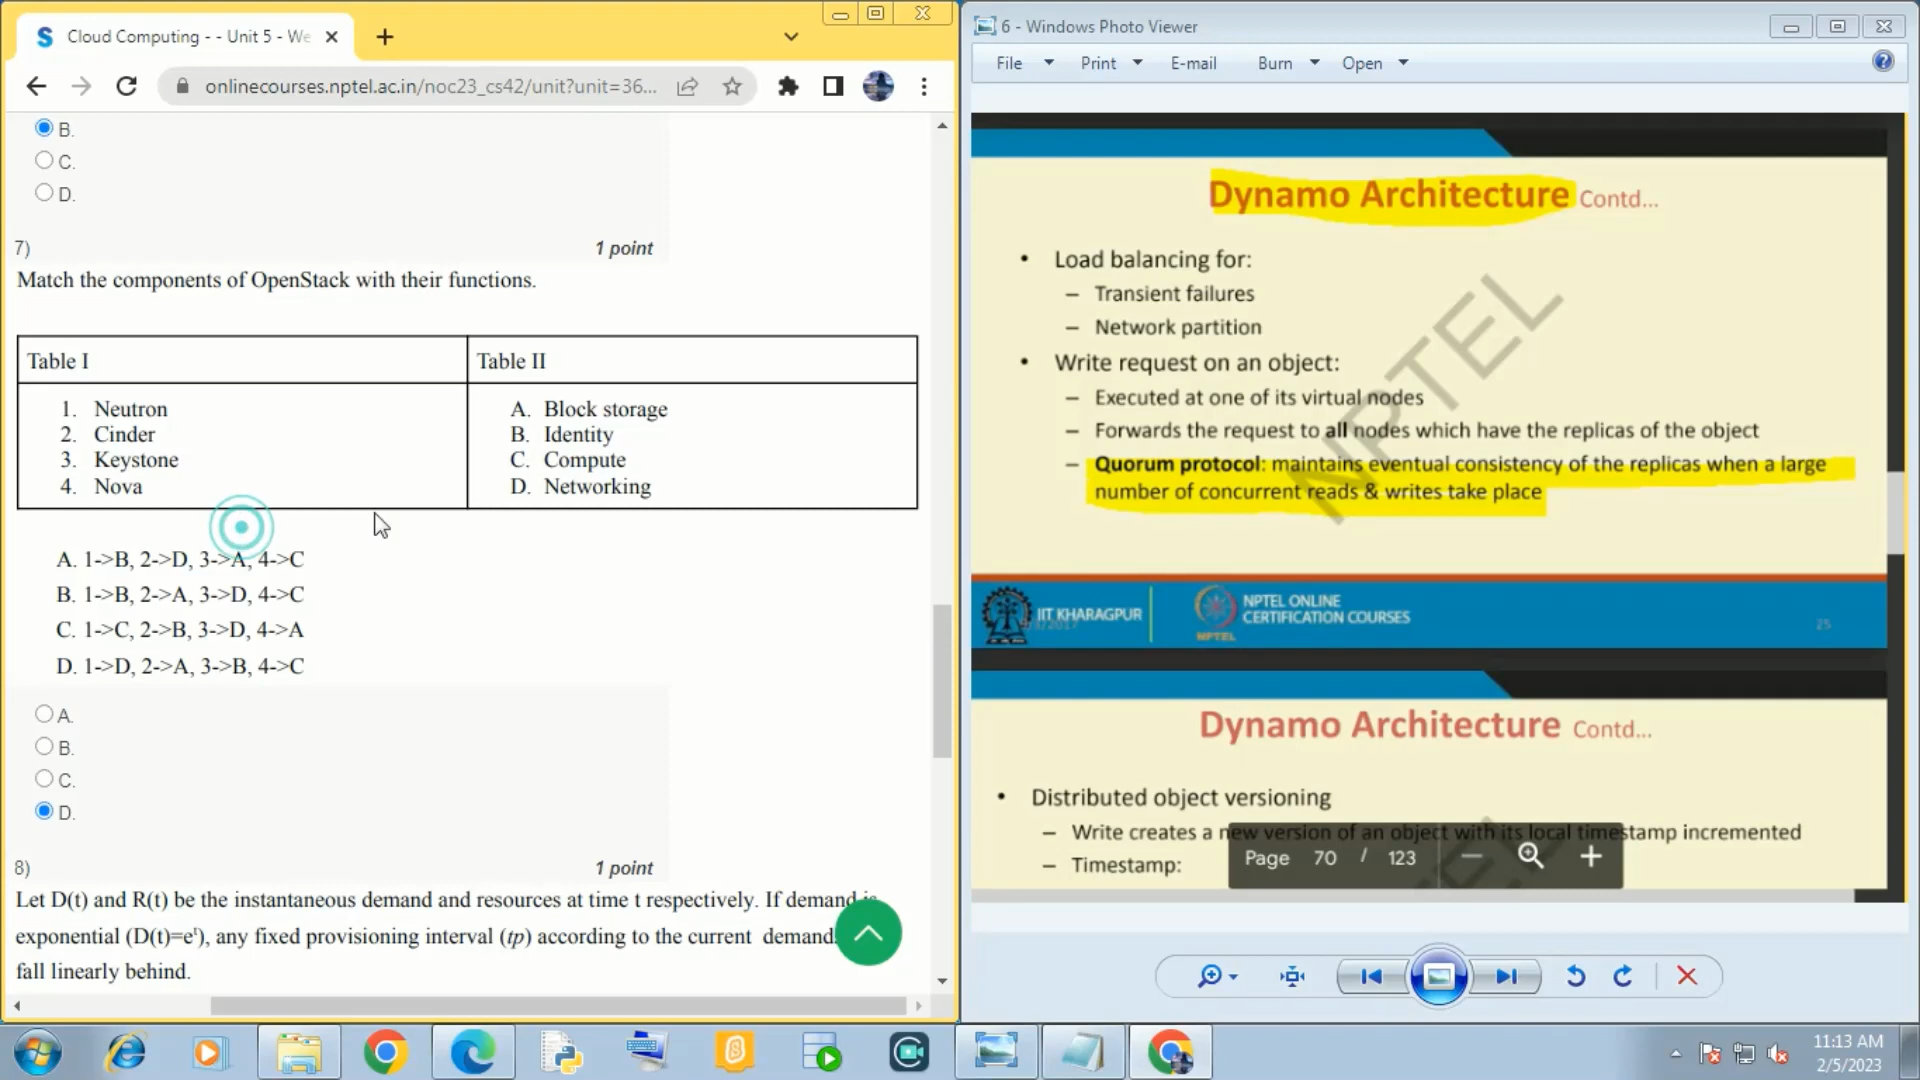 Cloud Computing - - Unit 5 - We
onlinecourses.nptel.ac.in/noc23_cs42/unit?unit=36...
B.
C.
D.
7)
1 point
Match the components of OpenStack with their functions.
Table I
Table II
1. Neutron
2. Cinder
3. Keystone
4. Nova
A. Block storage
B. Identity
C. Compute
D. Networking
A. 1->B, 2->D, 3->A, 4->C
B. 1->B, 2->A, 3->D, 4->C
C. 1->C, 2->B, 3->D, 4->A
D. 1->D, 2->A, 3->B, 4->C
A.
B.
C.
D.
8)
1 point
Let D(t) and R(t) be the instantaneous demand and resources at time t respectively. If demand is
exponential (D(t)=eᵗ), any fixed provisioning interval (tp) according to the current demand
fall linearly behind.
6 - Windows Photo Viewer
File Print E-mail Burn Open
Dynamo Architecture Contd...
• Load balancing for:
– Transient failures
– Network partition
• Write request on an object:
– Executed at one of its virtual nodes
– Forwards the request to all nodes which have the replicas of the object
– Quorum protocol: maintains eventual consistency of the replicas when a large
number of concurrent reads & writes take place
NPTEL
IIT KHARAGPUR
NPTEL
NPTEL ONLINE
CERTIFICATION COURSES
25
Dynamo Architecture Contd...
• Distributed object versioning
– Write creates a new version of an object with its local timestamp incremented
– Timestamp:
Page 70 / 123
11:13 AM
2/5/2023